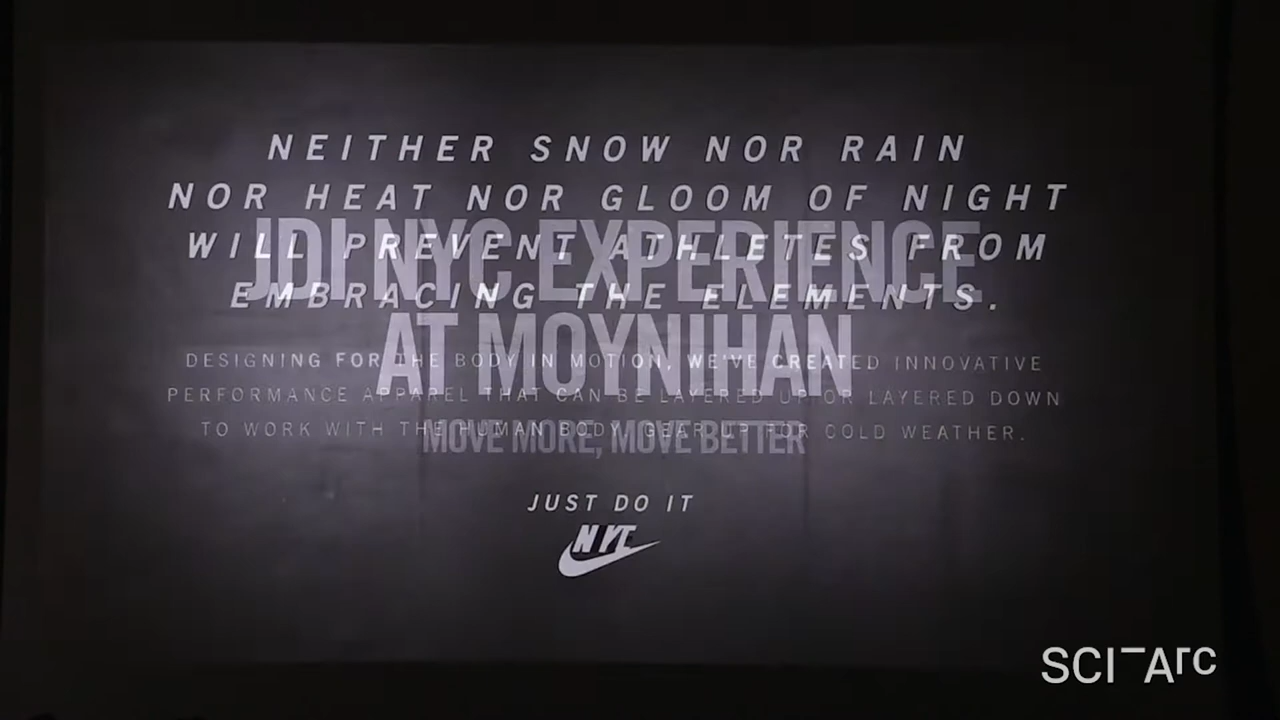 NEITHER SNOW NOR RAIN
NOR HEAT NOR GLOOM OF NIGHT
WILL PREVENT ATHLETES FROM
EMBRACING THE ELEMENTS.
JDI NYC EXPERIENCE
AT MOYNIHAN
DESIGNING FOR THE BODY IN MOTION, WE'VE CREATED INNOVATIVE
PERFORMANCE APPAREL THAT CAN BE LAYERED UP OR LAYERED DOWN
TO WORK WITH THE HUMAN BODY. GEAR UP FOR COLD WEATHER.
MOVE MORE, MOVE BETTER
JUST DO IT
SCI-Arc